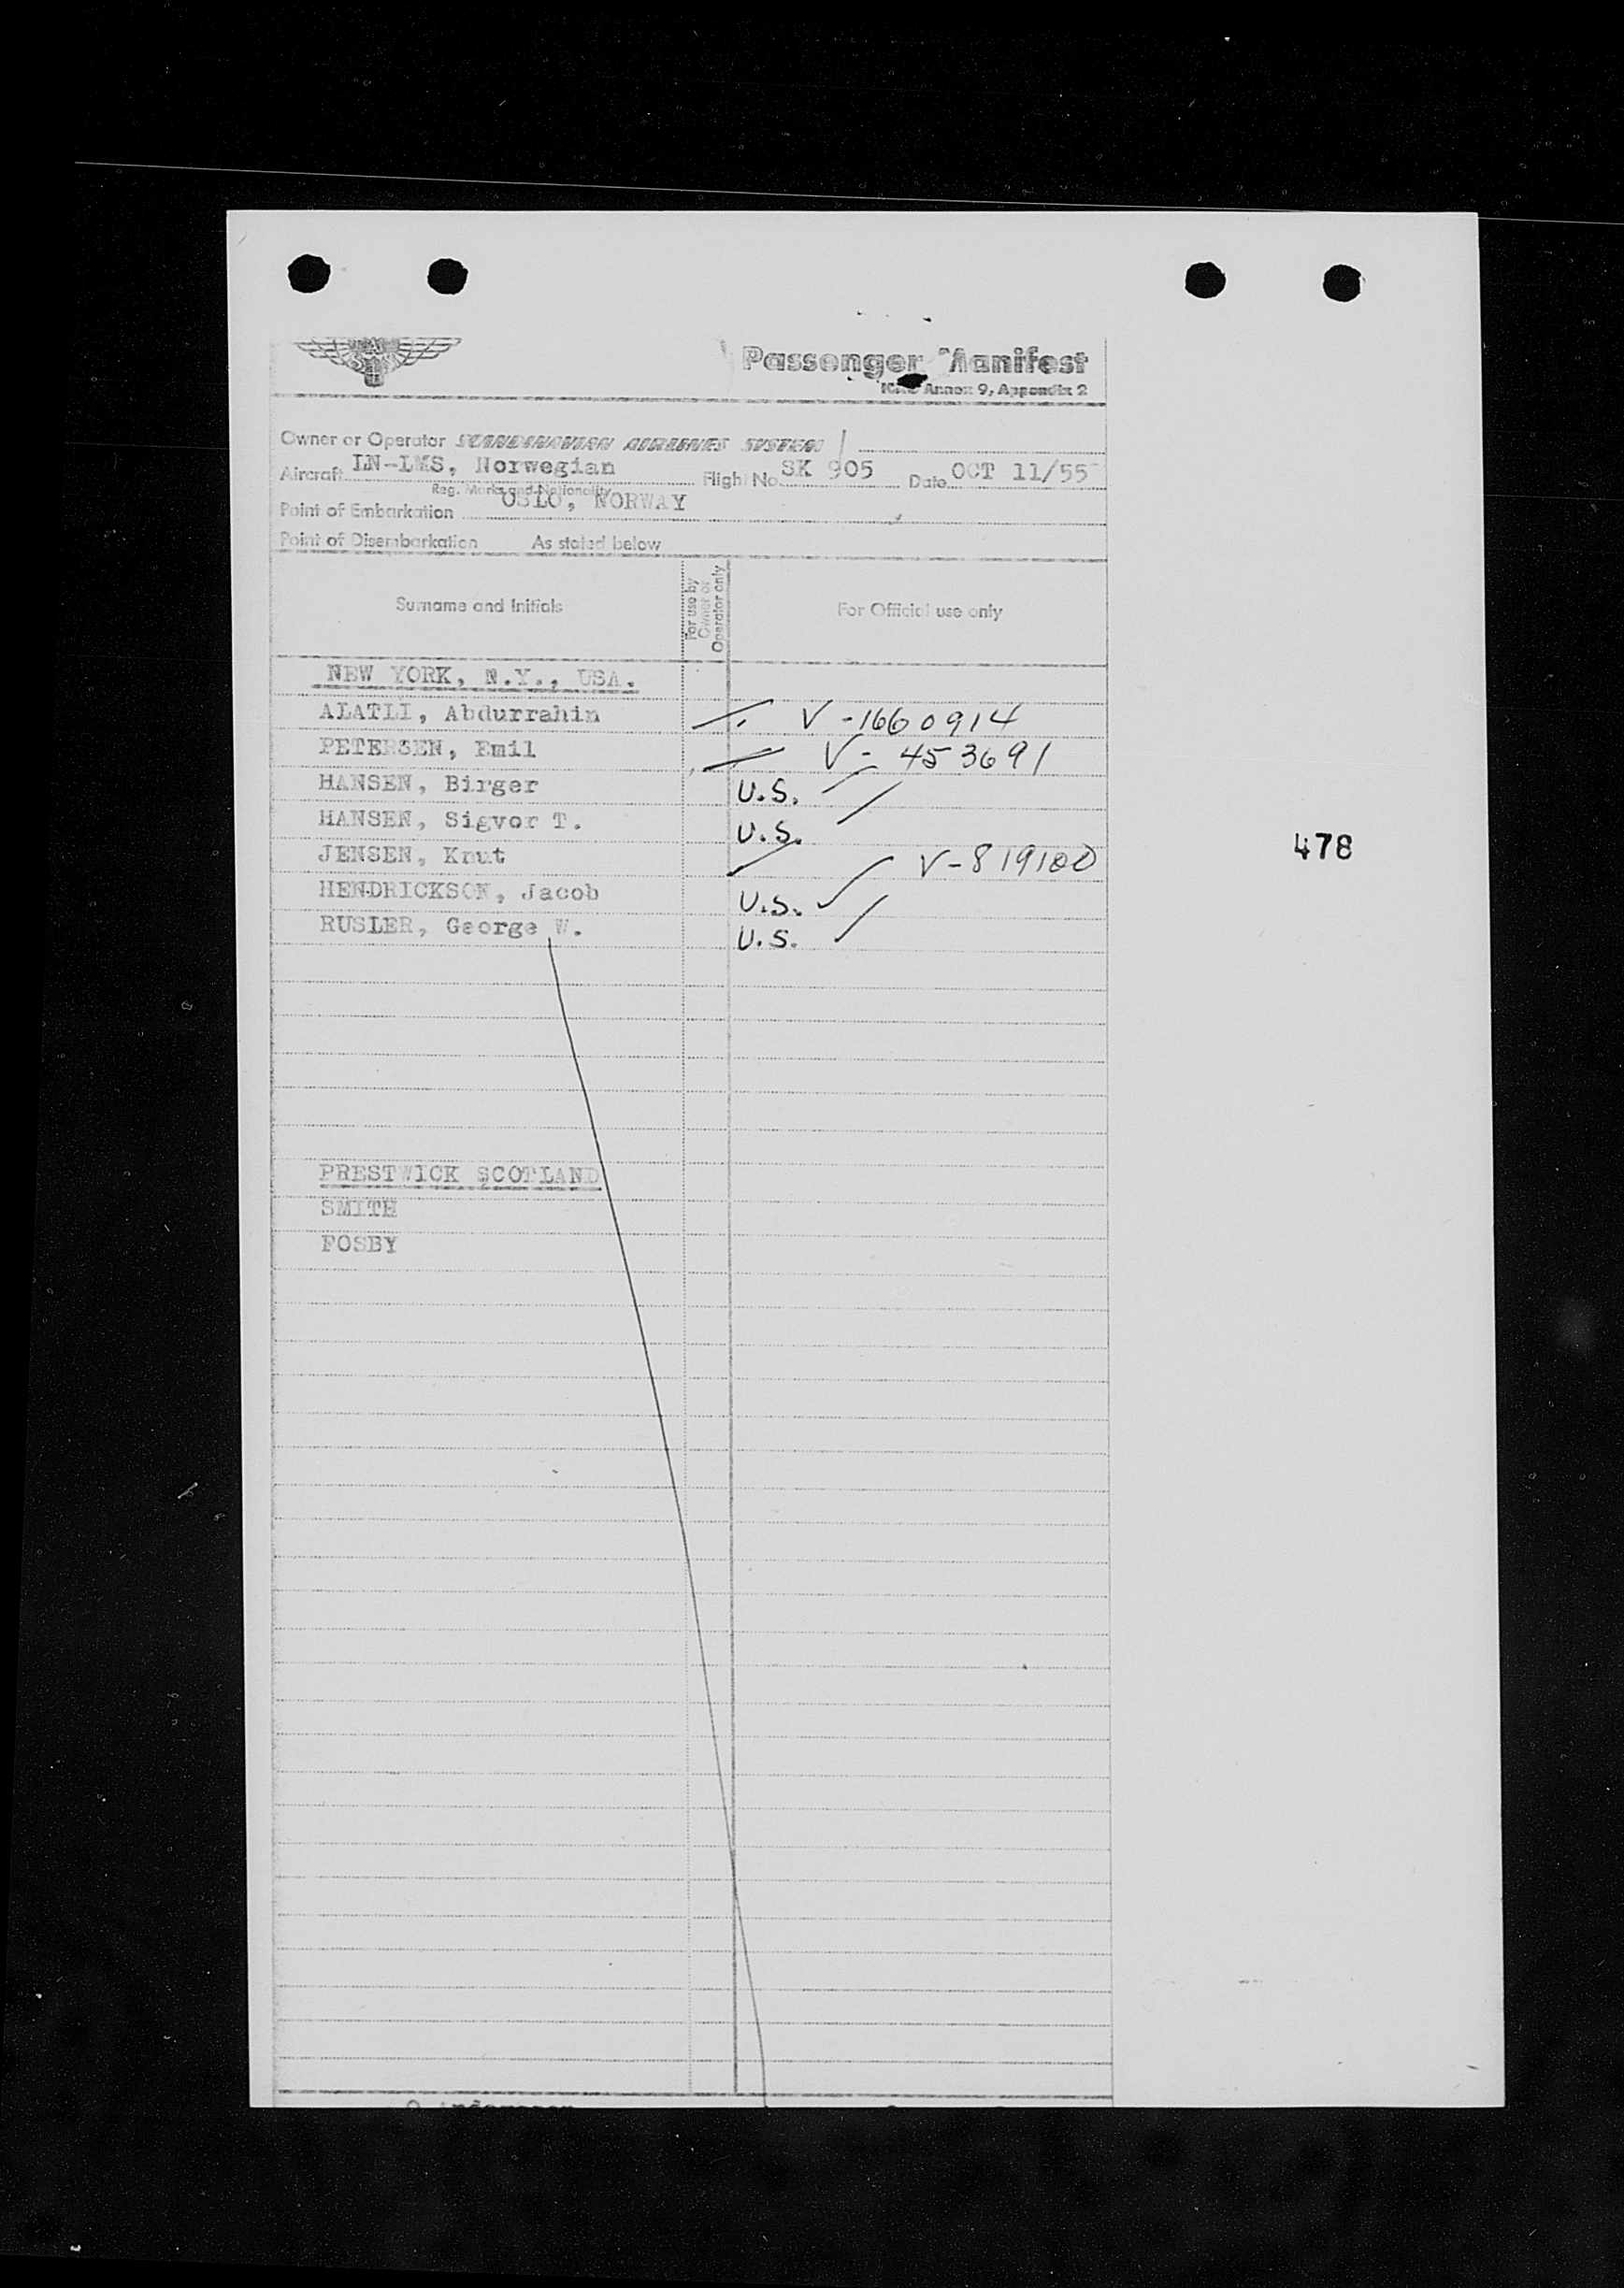 Passenger Manifest
ICAO Annex 9, Appendix 2
Owner or Operator SCANDINAVIAN AIRLINES SYSTEM
Aircraft LN-LMS, Norwegian Flight No. SK 905 Date OCT 11/55
Reg. Marks and Nationality
Point of Embarkation OSLO, NORWAY
Point of Disembarkation As stated below
Surname and Initials For use by Owner or Operator only For Official use only
NEW YORK, N.Y., USA.
ALATLI, Abdurrahin V-1660914
PETERSEN, Emil V-453691
HANSEN, Birger U.S.
HANSEN, Sigvor T. U.S.
478
JENSEN, Knut V-819100
HENDRICKSON, Jacob U.S.
RUSLER, George W. U.S.
PRESTWICK SCOTLAND
SMITH
FOSBY